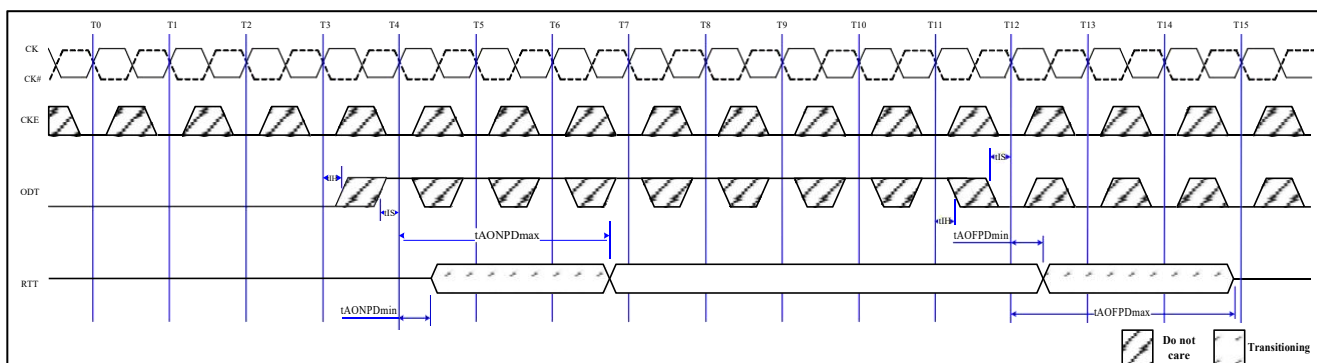 T0 T1 T2 T3 T4 T5 T6 T7 T8 T9 T10 T11 T12 T13 T14 T15
CK
CK#
CKE
tIS
ODT
tIH
tIS
tIH
tAONPDmax
tAOFPDmin
RTT
tAONPDmin
tAOFPDmax
Do not
care
Transitioning